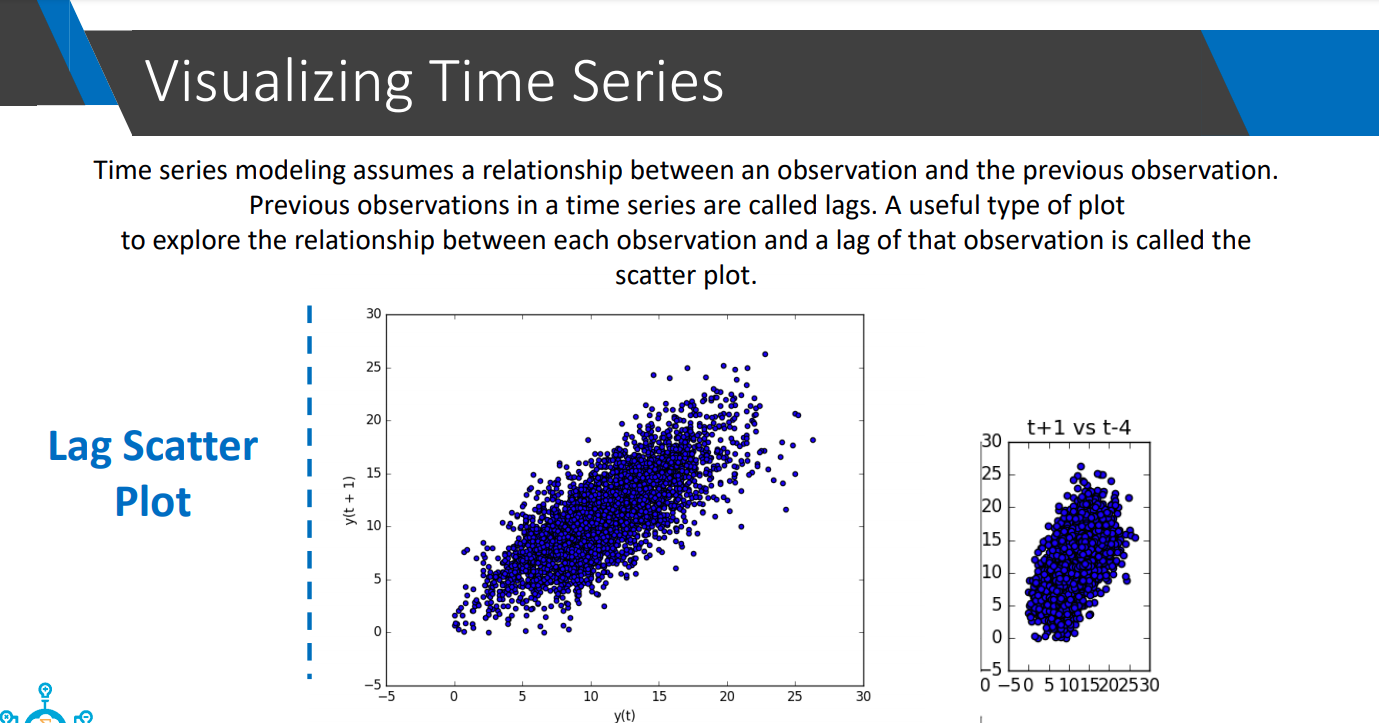 Visualizing Time Series
Time series modeling assumes a relationship between an observation and the previous observation.
Previous observations in a time series are called lags. A useful type of plot
to explore the relationship between each observation and a lag of that observation is called the
scatter plot.
Lag Scatter
Plot
30
25
20
15
10
5
0
−5
y(t + 1)
−5
0
5
10
15
20
25
30
y(t)
t+1 vs t-4
30
25
20
15
10
5
0
−5
0 −50 5 1015202530